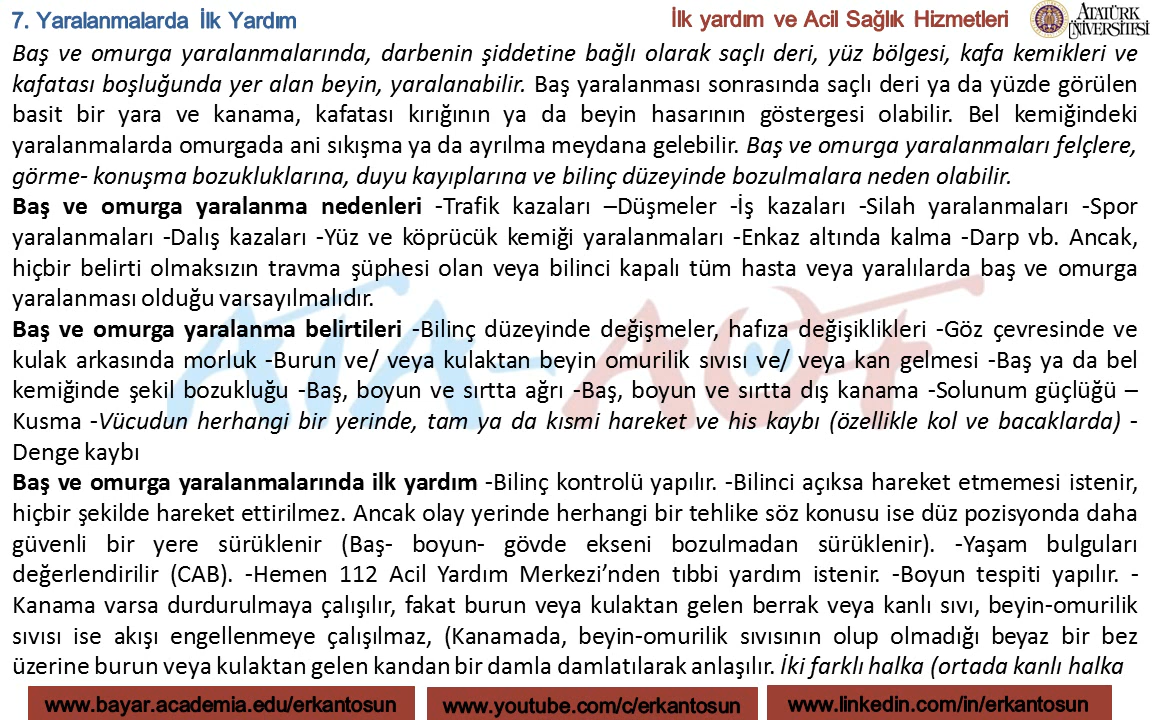 7. Yaralanmalarda İlk Yardım
İlk yardım ve Acil Sağlık Hizmetleri
ATATÜRK
ÜNİVERSİTESİ
Baş ve omurga yaralanmalarında, darbenin şiddetine bağlı olarak saçlı deri, yüz bölgesi, kafa kemikleri ve
kafatası boşluğunda yer alan beyin, yaralanabilir. Baş yaralanması sonrasında saçlı deri ya da yüzde görülen
basit bir yara ve kanama, kafatası kırığının ya da beyin hasarının göstergesi olabilir. Bel kemiğindeki
yaralanmalarda omurgada ani sıkışma ya da ayrılma meydana gelebilir. Baş ve omurga yaralanmaları felçlere,
görme- konuşma bozukluklarına, duyu kayıplarına ve bilinç düzeyinde bozulmalara neden olabilir.
Baş ve omurga yaralanma nedenleri -Trafik kazaları –Düşmeler -İş kazaları -Silah yaralanmaları -Spor
yaralanmaları -Dalış kazaları -Yüz ve köprücük kemiği yaralanmaları -Enkaz altında kalma -Darp vb. Ancak,
hiçbir belirti olmaksızın travma şüphesi olan veya bilinci kapalı tüm hasta veya yaralılarda baş ve omurga
yaralanması olduğu varsayılmalıdır.
Baş ve omurga yaralanma belirtileri -Bilinç düzeyinde değişmeler, hafıza değişiklikleri -Göz çevresinde ve
kulak arkasında morluk -Burun ve/ veya kulaktan beyin omurilik sıvısı ve/ veya kan gelmesi -Baş ya da bel
kemiğinde şekil bozukluğu -Baş, boyun ve sırtta ağrı -Baş, boyun ve sırtta dış kanama -Solunum güçlüğü –
Kusma -Vücudun herhangi bir yerinde, tam ya da kısmi hareket ve his kaybı (özellikle kol ve bacaklarda) -
Denge kaybı
Baş ve omurga yaralanmalarında ilk yardım -Bilinç kontrolü yapılır. -Bilinci açıksa hareket etmemesi istenir,
hiçbir şekilde hareket ettirilmez. Ancak olay yerinde herhangi bir tehlike söz konusu ise düz pozisyonda daha
güvenli bir yere sürüklenir (Baş- boyun- gövde ekseni bozulmadan sürüklenir). -Yaşam bulguları
değerlendirilir (CAB). -Hemen 112 Acil Yardım Merkezi’nden tıbbi yardım istenir. -Boyun tespiti yapılır. -
Kanama varsa durdurulmaya çalışılır, fakat burun veya kulaktan gelen berrak veya kanlı sıvı, beyin-omurilik
sıvısı ise akışı engellenmeye çalışılmaz, (Kanamada, beyin-omurilik sıvısının olup olmadığı beyaz bir bez
üzerine burun veya kulaktan gelen kandan bir damla damlatılarak anlaşılır. İki farklı halka (ortada kanlı halka
ATA-AÖF
www.bayar.academia.edu/erkantosun
www.youtube.com/c/erkantosun
www.linkedin.com/in/erkantosun